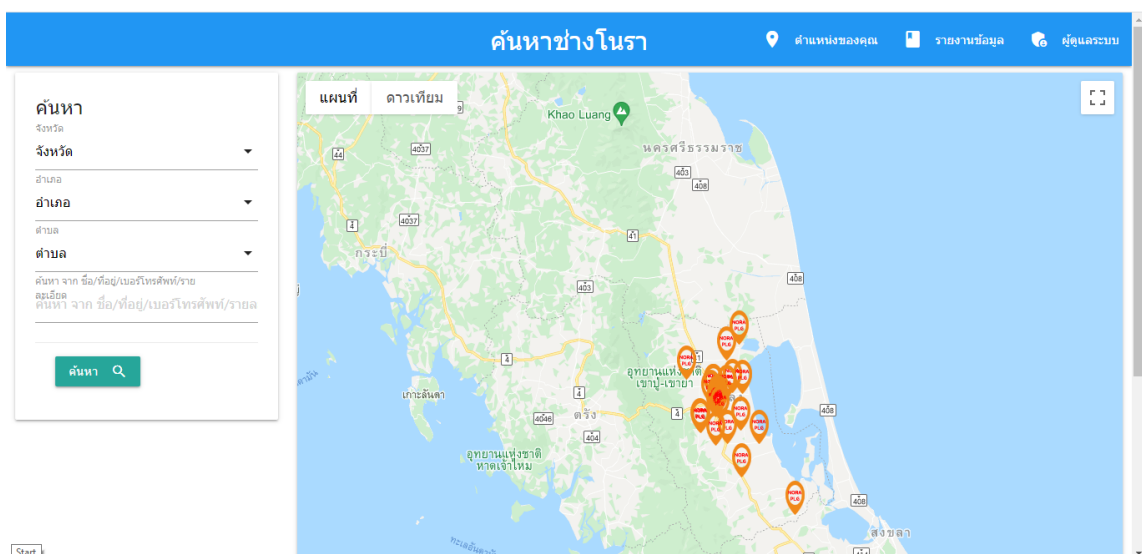 ค้นหาช่างโนรา
ตำแหน่งของคุณ
รายงานข้อมูล
ผู้ดูแลระบบ
ค้นหา
จังหวัด
จังหวัด
อำเภอ
อำเภอ
ตำบล
ตำบล
ค้นหา จาก ชื่อ/ที่อยู่/เบอร์โทรศัพท์/ราย
ละเอียด
ค้นหา จาก ชื่อ/ที่อยู่/เบอร์โทรศัพท์/รายล
ค้นหา
แผนที่
ดาวเทียม
Khao Luang
นครศรีธรรมราช
44
4037
403
408
4
4037
41
กระบี่
403
408
4
อุทยานแห่งชาติ
เขาปู่-เขาย่า
เกาะลันตา
4
4046
ตรัง
4
408
404
อุทยานแห่งชาติ
หาดเจ้าไหม
NORA
PLG
NORA
PLG
NORA
PLG
NORA
PLG
408
สงขลา
408
Start